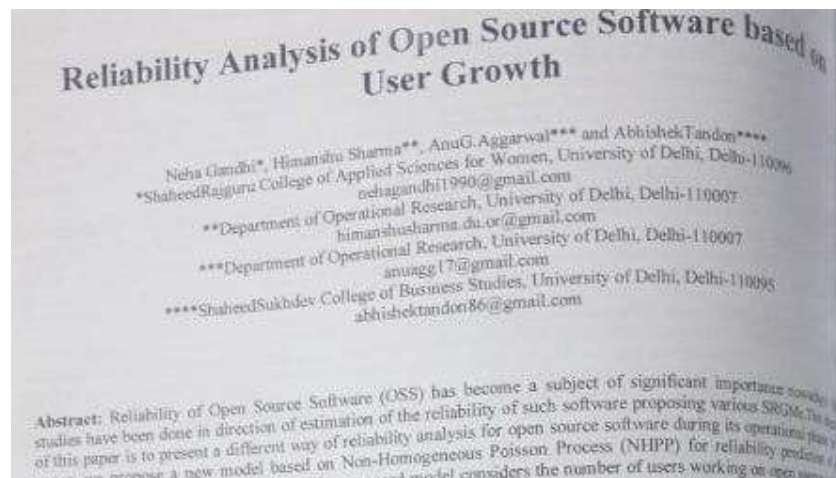 Reliability Analysis of Open Source Software based on
User Growth
Neha Gandhi*, Himanshu Sharma**, AnuG.Aggarwal*** and AbhishekTandon****
*ShaheedRajguru College of Applied Sciences for Women, University of Delhi, Delhi-110096
nehagandhi1990@gmail.com
**Department of Operational Research, University of Delhi, Delhi-110007
himanshusharma.du.or@gmail.com
***Department of Operational Research, University of Delhi, Delhi-110007
anuagg17@gmail.com
****ShaheedSukhdev College of Business Studies, University of Delhi, Delhi-110095
abhishektandon86@gmail.com
Abstract: Reliability of Open Source Software (OSS) has become a subject of significant importance
studies have been done in direction of estimation of the reliability of such software proposing various SRGMs.
of this paper is to present a different way of reliability analysis for open source software during its operational
propose a new model based on Non-Homogeneous Poisson Process (NHPP) for reliability
model considers the number of users working on open